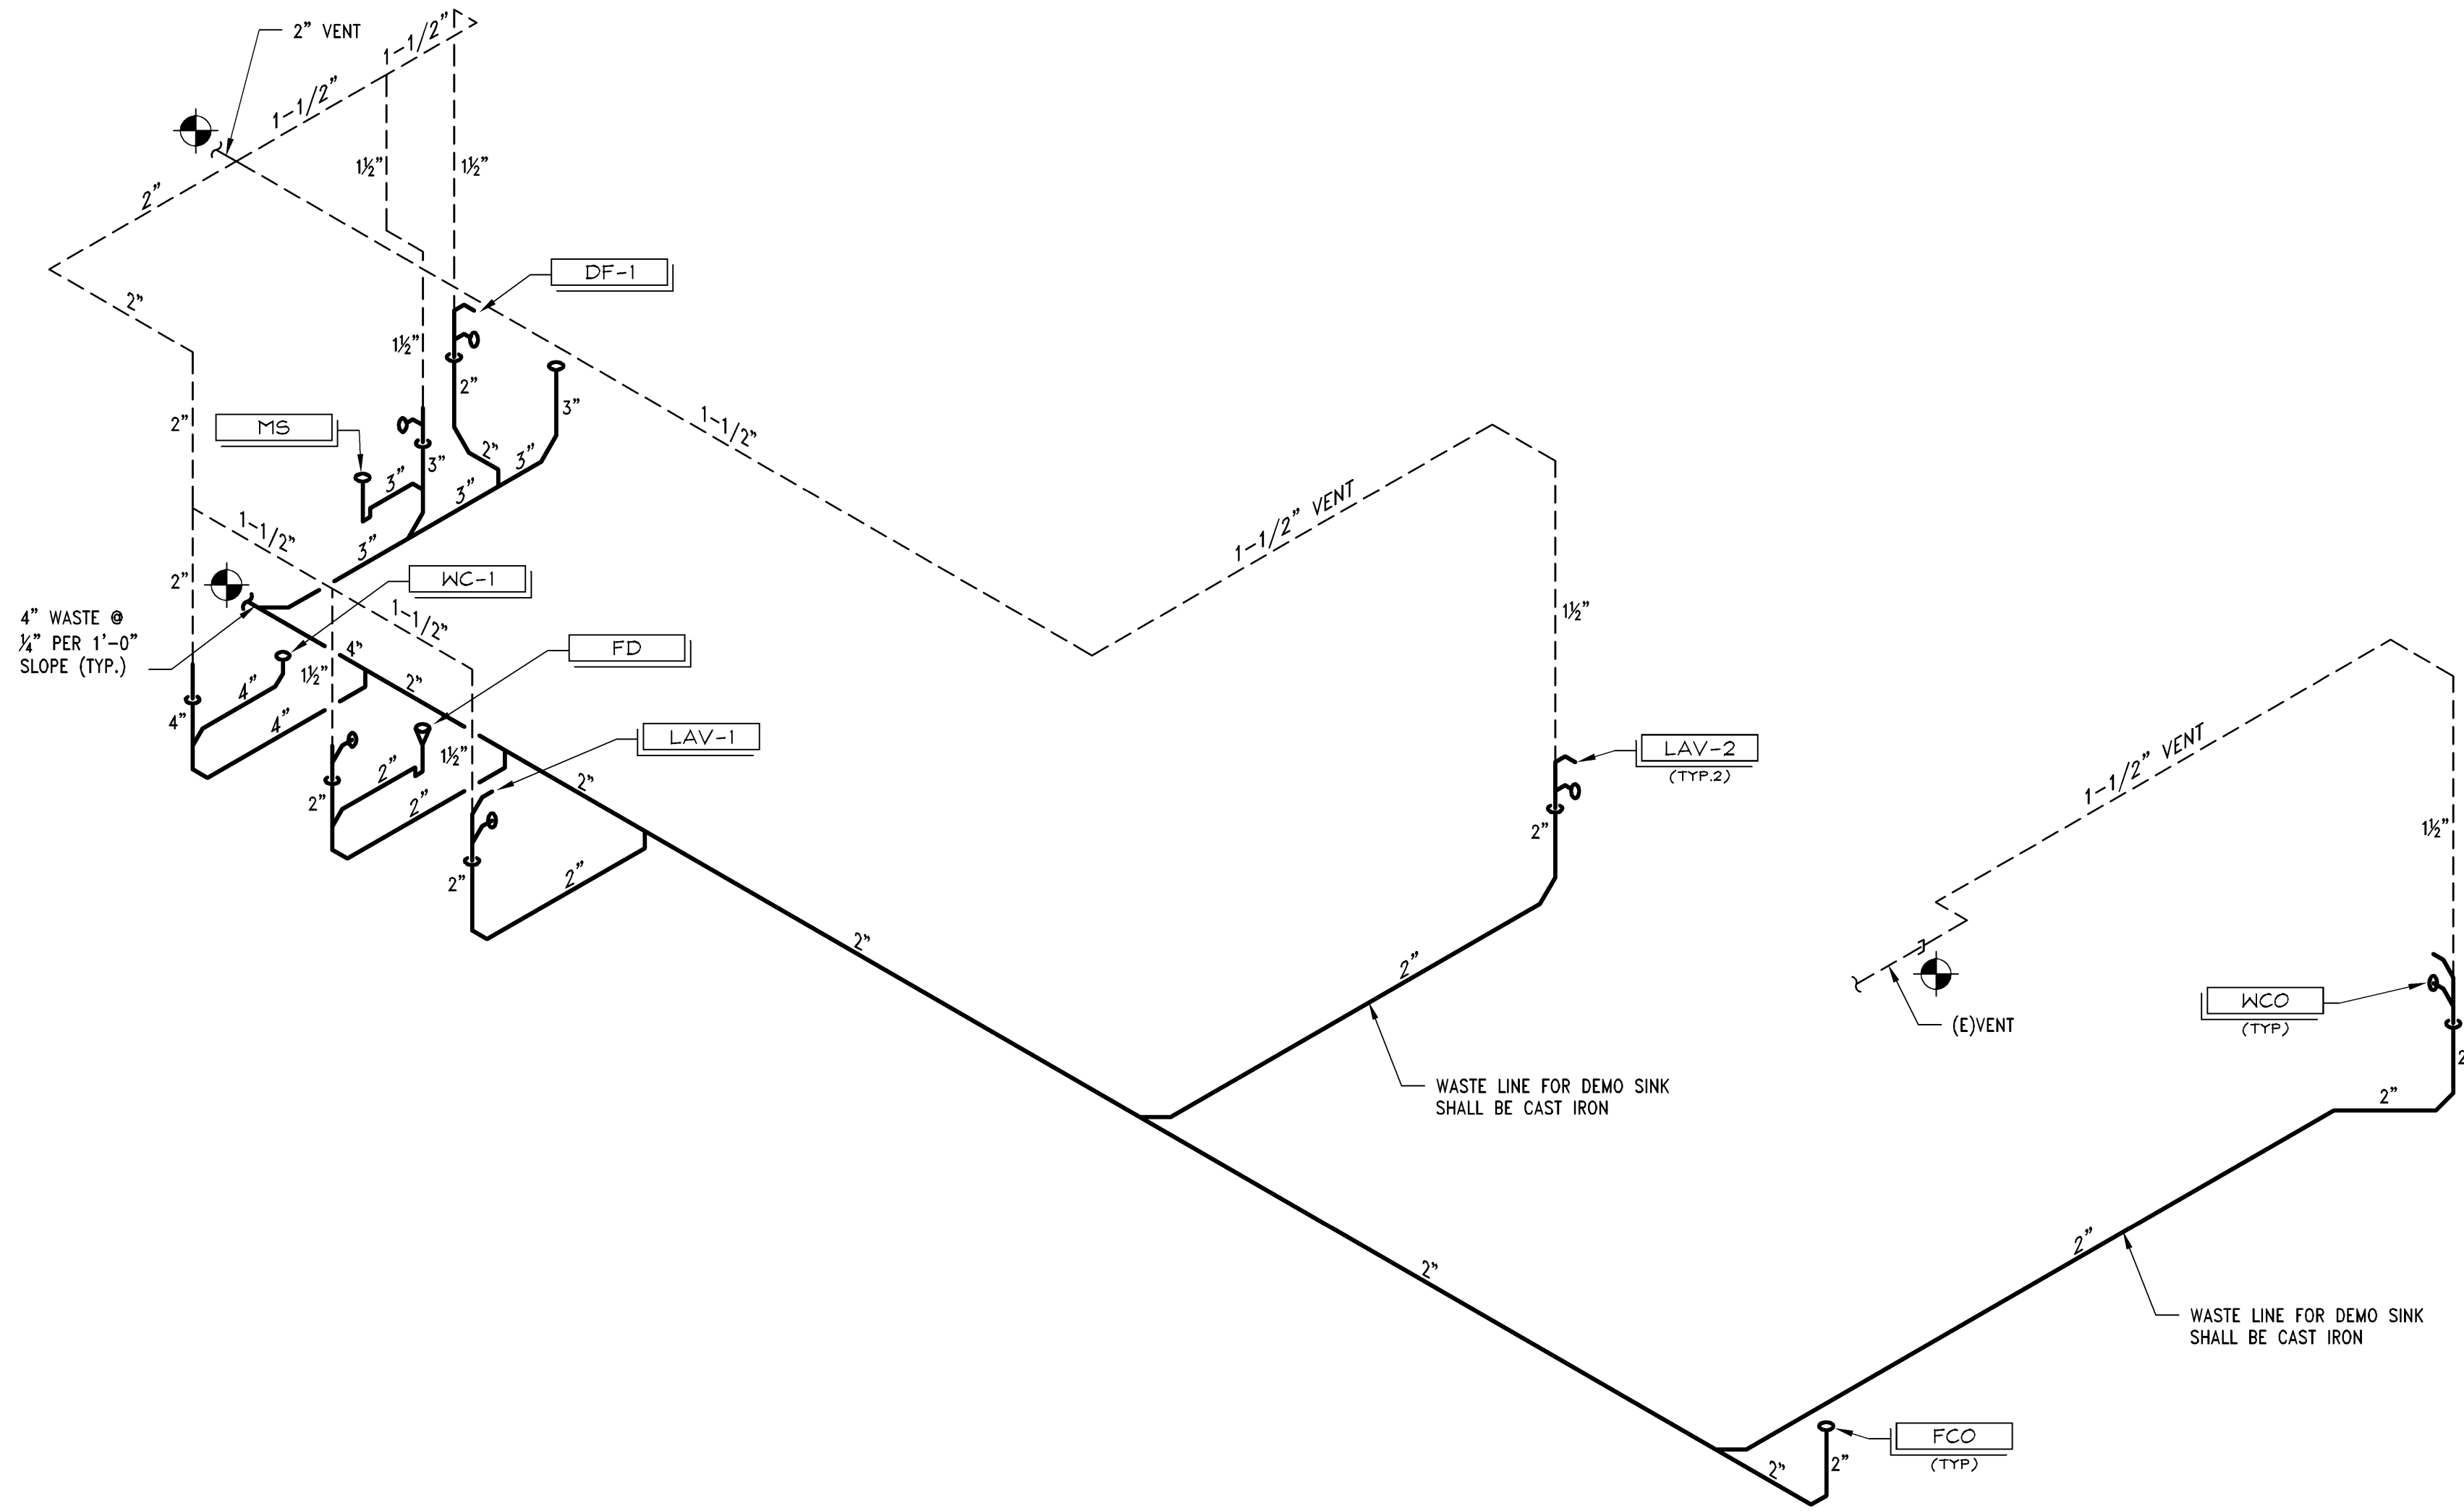 2" VENT
1-1/2"
1-1/2"
2"
1½"
1½"
DF-1
2"
1½"
2"
3"
2"
MS
3"
2"
3"
3"
3"
1-1/2"
3"
1-1/2"
2"
WC-1
4" WASTE @
¼" PER 1'-0"
SLOPE (TYP.)
1-1/2"
4"
FD
1½"
2"
4"
4"
4"
LAV-1
1½"
2"
2"
2"
2"
2"
2"
2"
1-1/2" VENT
1½"
LAV-2
(TYP.2)
2"
2"
2"
1-1/2" VENT
1½"
WCO
(TYP)
(E)VENT
2
2"
WASTE LINE FOR DEMO SINK
SHALL BE CAST IRON
2"
2"
WASTE LINE FOR DEMO SINK
SHALL BE CAST IRON
FCO
(TYP)
2"
2"